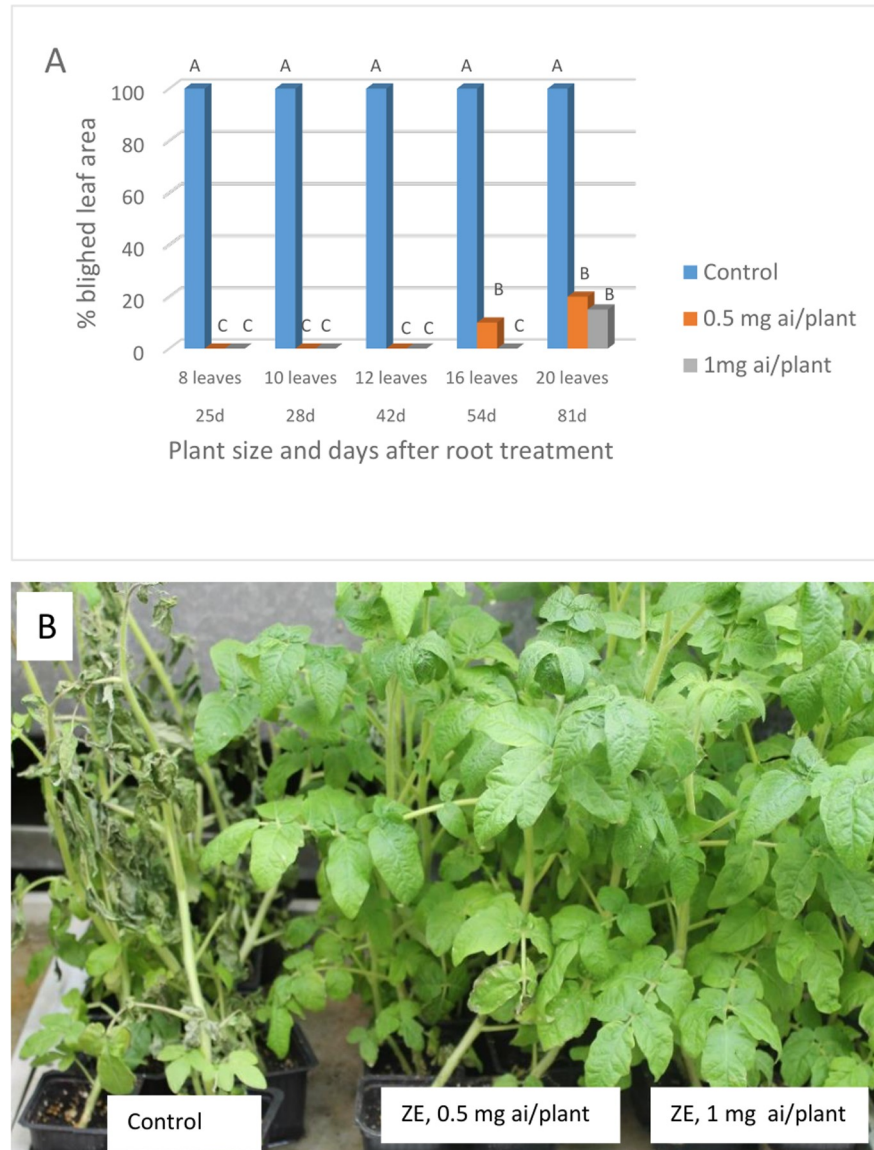 A
A A A A A
% blighed leaf area
100
80
60
40
20
0
C C C C C C B C B B
8 leaves 10 leaves 12 leaves 16 leaves 20 leaves
25d 28d 42d 54d 81d
Plant size and days after root treatment
Control
0.5 mg ai/plant
1mg ai/plant
B
Control
ZE, 0.5 mg ai/plant
ZE, 1 mg ai/plant